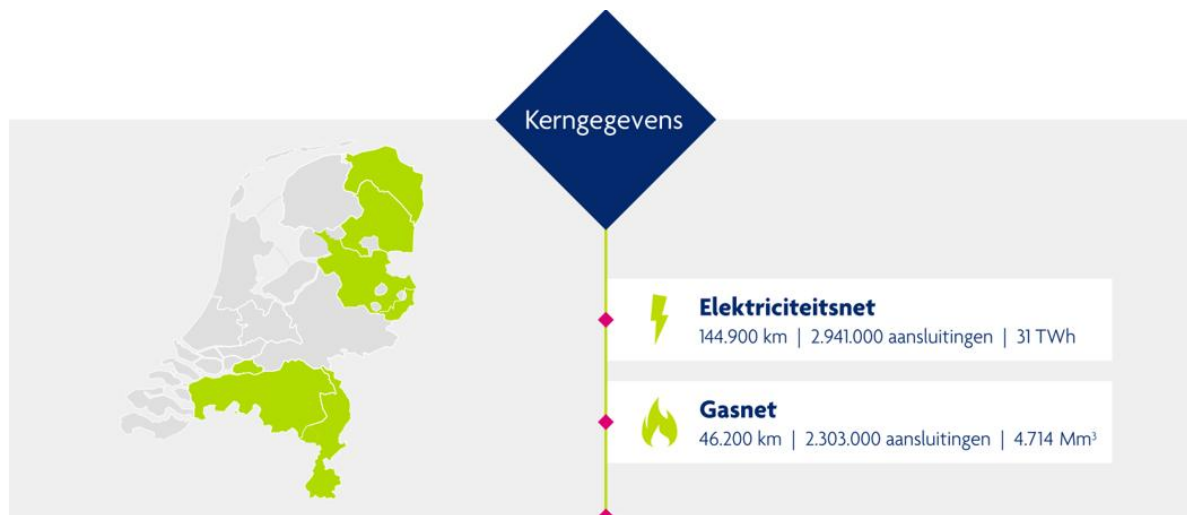 Kerngegevens
Elektriciteitsnet
144.900 km | 2.941.000 aansluitingen | 31 TWh
Gasnet
46.200 km | 2.303.000 aansluitingen | 4.714 Mm³